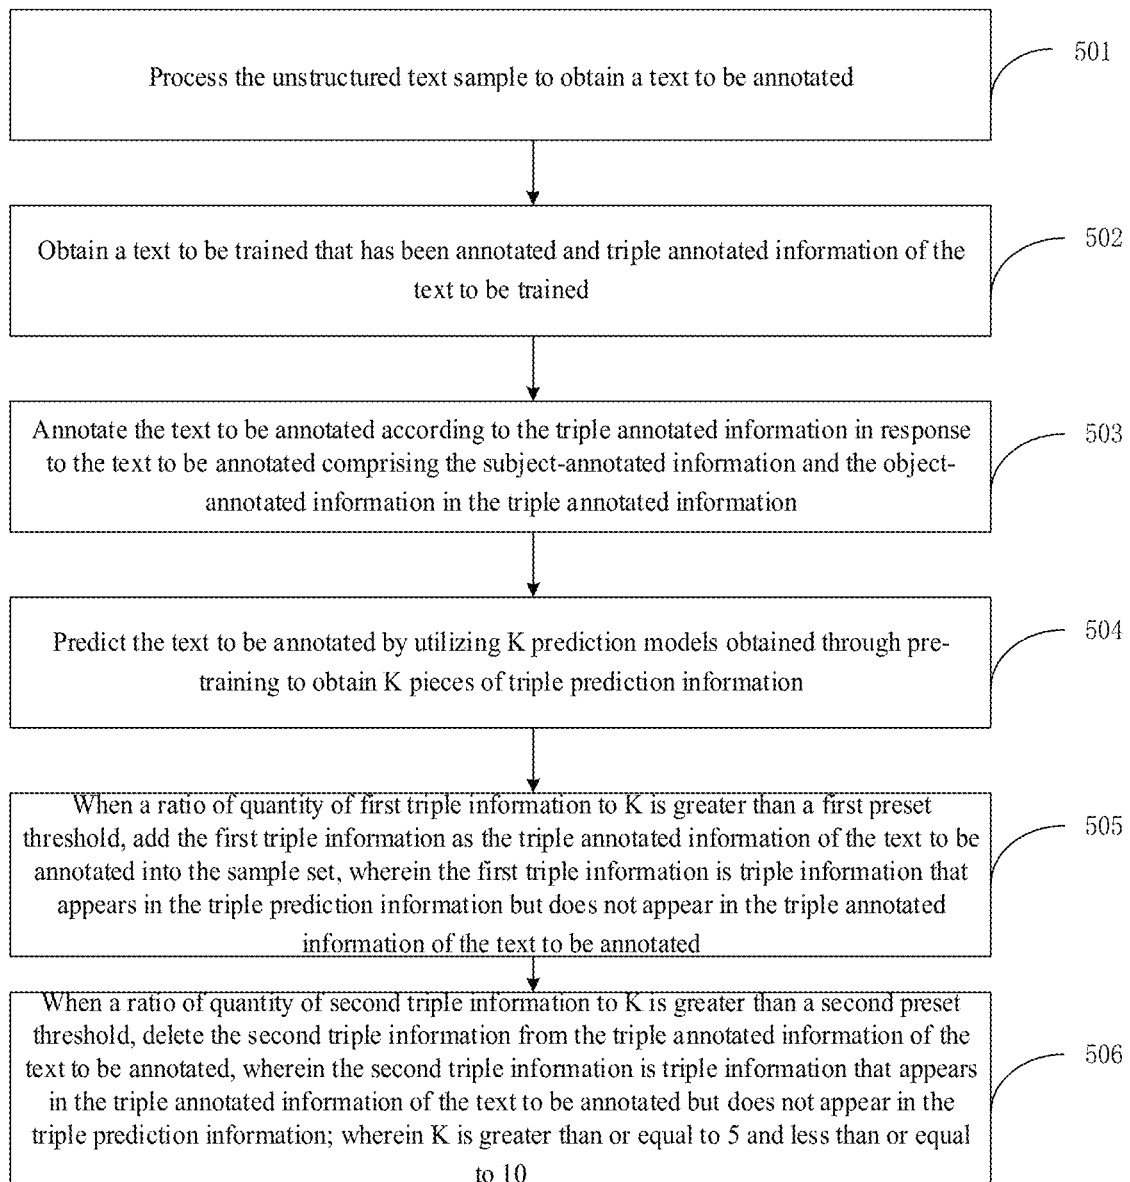 Process the unstructured text sample to obtain a text to be annotated
501
Obtain a text to be trained that has been annotated and triple annotated information of the
text to be trained
502
Annotate the text to be annotated according to the triple annotated information in response
to the text to be annotated comprising the subject-annotated information and the object-
annotated information in the triple annotated information
503
Predict the text to be annotated by utilizing K prediction models obtained through pre-
training to obtain K pieces of triple prediction information
504
When a ratio of quantity of first triple information to K is greater than a first preset
threshold, add the first triple information as the triple annotated information of the text to be
annotated into the sample set, wherein the first triple information is triple information that
appears in the triple prediction information but does not appear in the triple annotated
information of the text to be annotated
505
When a ratio of quantity of second triple information to K is greater than a second preset
threshold, delete the second triple information from the triple annotated information of the
text to be annotated, wherein the second triple information is triple information that appears
in the triple annotated information of the text to be annotated but does not appear in the
triple prediction information; wherein K is greater than or equal to 5 and less than or equal
to 10
506